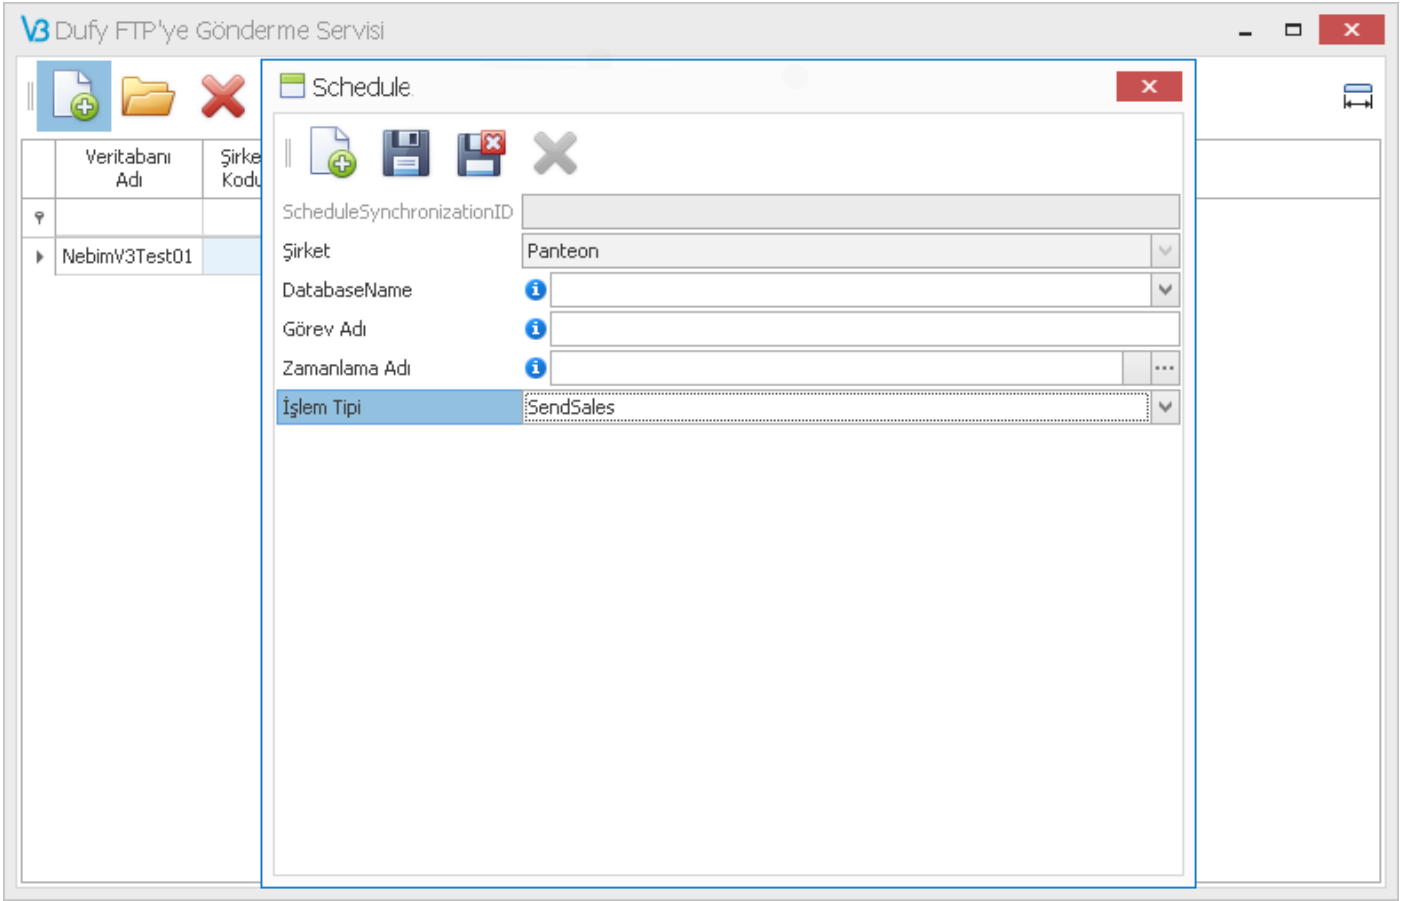 V3 Dufy FTP'ye Gönderme Servisi
Schedule.
Veritabanı
Adı
Şirke
Kodu
NebimV3Test01
ScheduleSynchronizationID
Şirket Panteon
DatabaseName
Görev Adı
Zamanlama Adı
İşlem Tipi SendSales